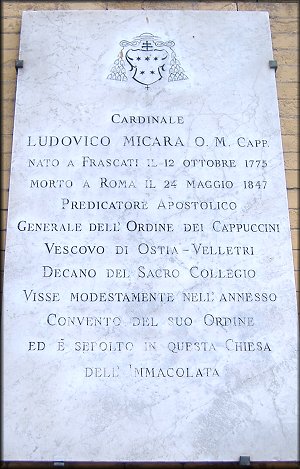 Cardinale
Ludovico Micara O. M. Capp.
nato a Frascati il 12 ottobre 1775
morto a Roma il 24 maggio 1847
Predicatore Apostolico
Generale dell'Ordine dei Cappuccini
Vescovo di Ostia-Velletri
Decano del Sacro Collegio
Visse modestamente nell'annesso
Convento del suo Ordine
ed è sepolto in questa Chiesa
dell'Immacolata